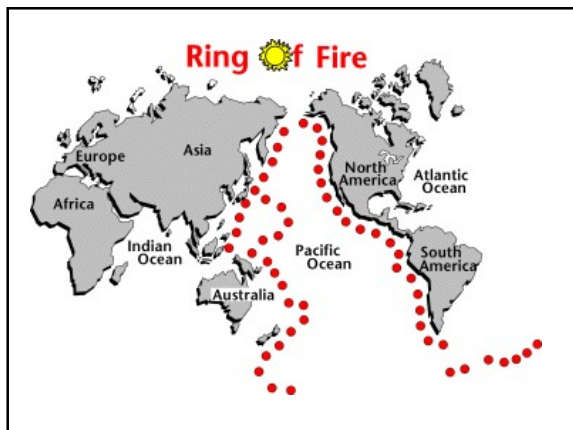 Ring Of Fire
Europe
Asia
North
America
Atlantic
Ocean
Africa
Indian
Ocean
Pacific
Ocean
South
America
Australia